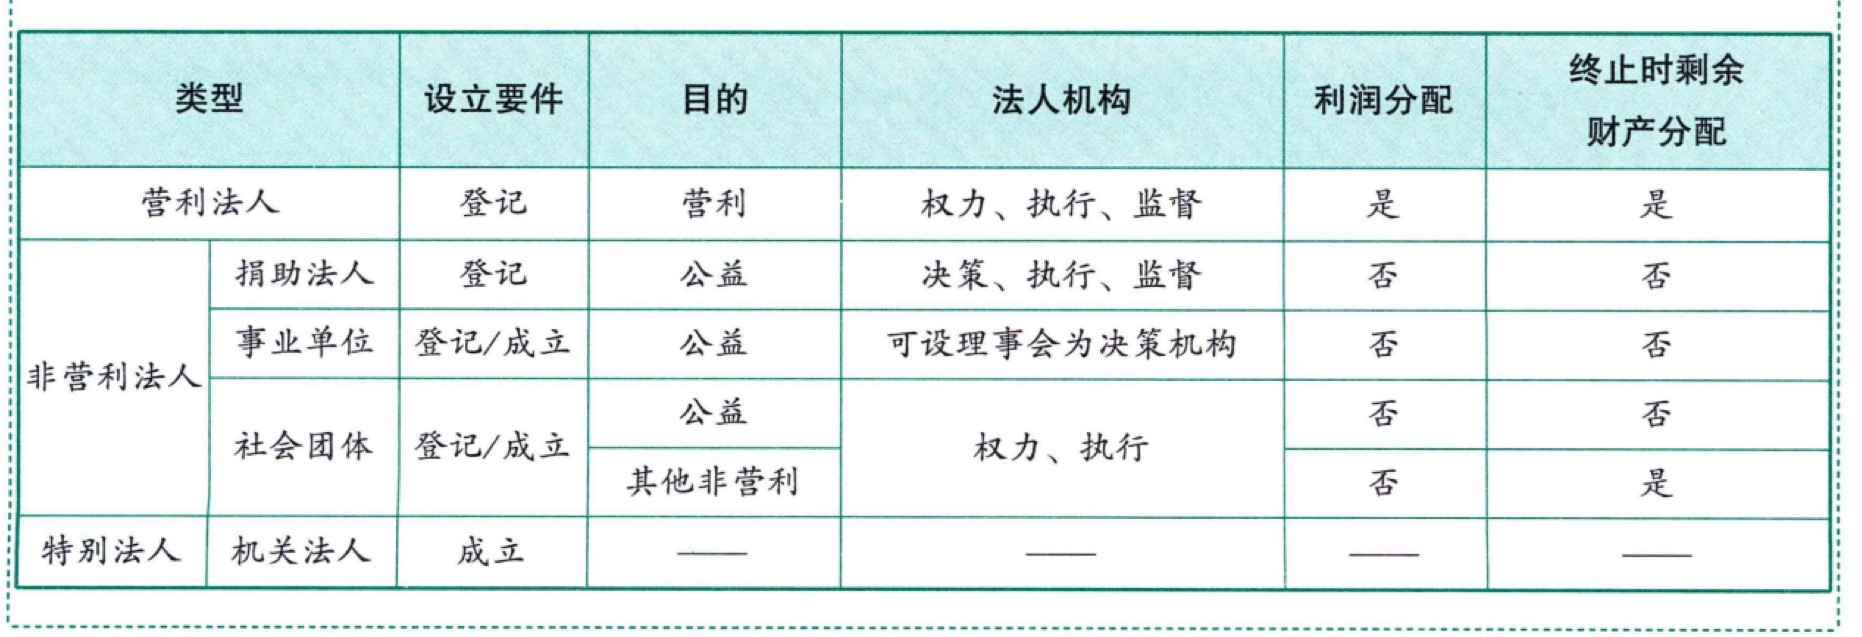 类型 设立要件 目的 法人机构 利润分配 终止时剩余
财产分配
营利法人 登记 营利 权力、执行、监督 是 是
非营利法人 捐助法人 登记 公益 决策、执行、监督 否 否
事业单位 登记/成立 公益 可设理事会为决策机构 否 否
社会团体 登记/成立 公益 权力、执行 否 否
其他非营利 否 是
特别法人 机关法人 成立 —— —— —— ——